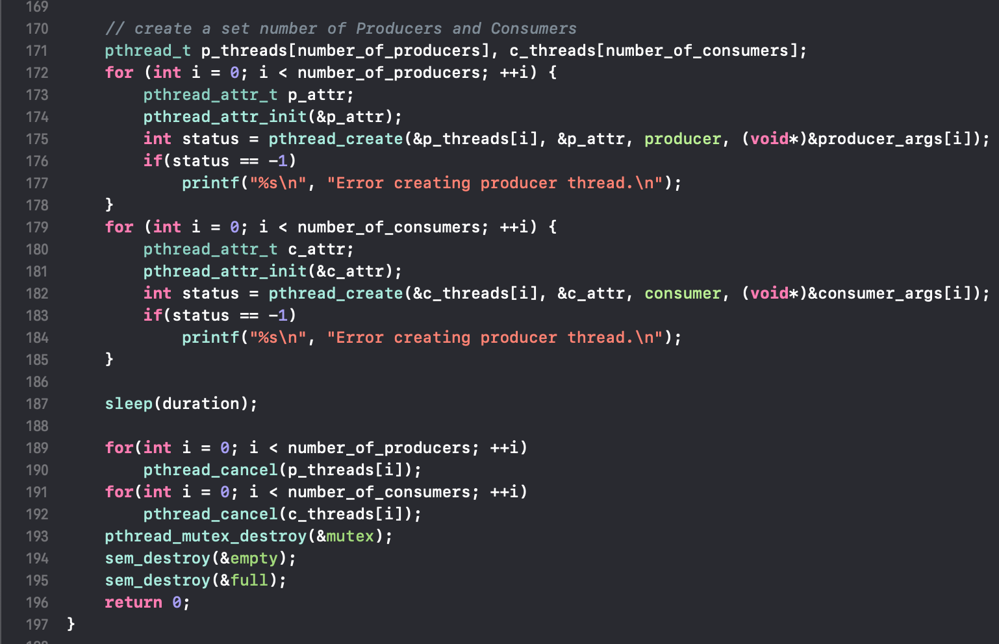 169
170 // create a set number of Producers and Consumers
171 pthread_t p_threads[number_of_producers], c_threads[number_of_consumers];
172 for (int i = 0; i < number_of_producers; ++i) {
173 pthread_attr_t p_attr;
174 pthread_attr_init(&p_attr);
175 int status = pthread_create(&p_threads[i], &p_attr, producer, (void*)&producer_args[i]);
176 if(status == -1)
177 printf("%s\n", "Error creating producer thread.\n");
178 }
179 for (int i = 0; i < number_of_consumers; ++i) {
180 pthread_attr_t c_attr;
181 pthread_attr_init(&c_attr);
182 int status = pthread_create(&c_threads[i], &c_attr, consumer, (void*)&consumer_args[i]);
183 if(status == -1)
184 printf("%s\n", "Error creating producer thread.\n");
185 }
186
187 sleep(duration);
188
189 for(int i = 0; i < number_of_producers; ++i)
190 pthread_cancel(p_threads[i]);
191 for(int i = 0; i < number_of_consumers; ++i)
192 pthread_cancel(c_threads[i]);
193 pthread_mutex_destroy(&mutex);
194 sem_destroy(&empty);
195 sem_destroy(&full);
196 return 0;
197 }